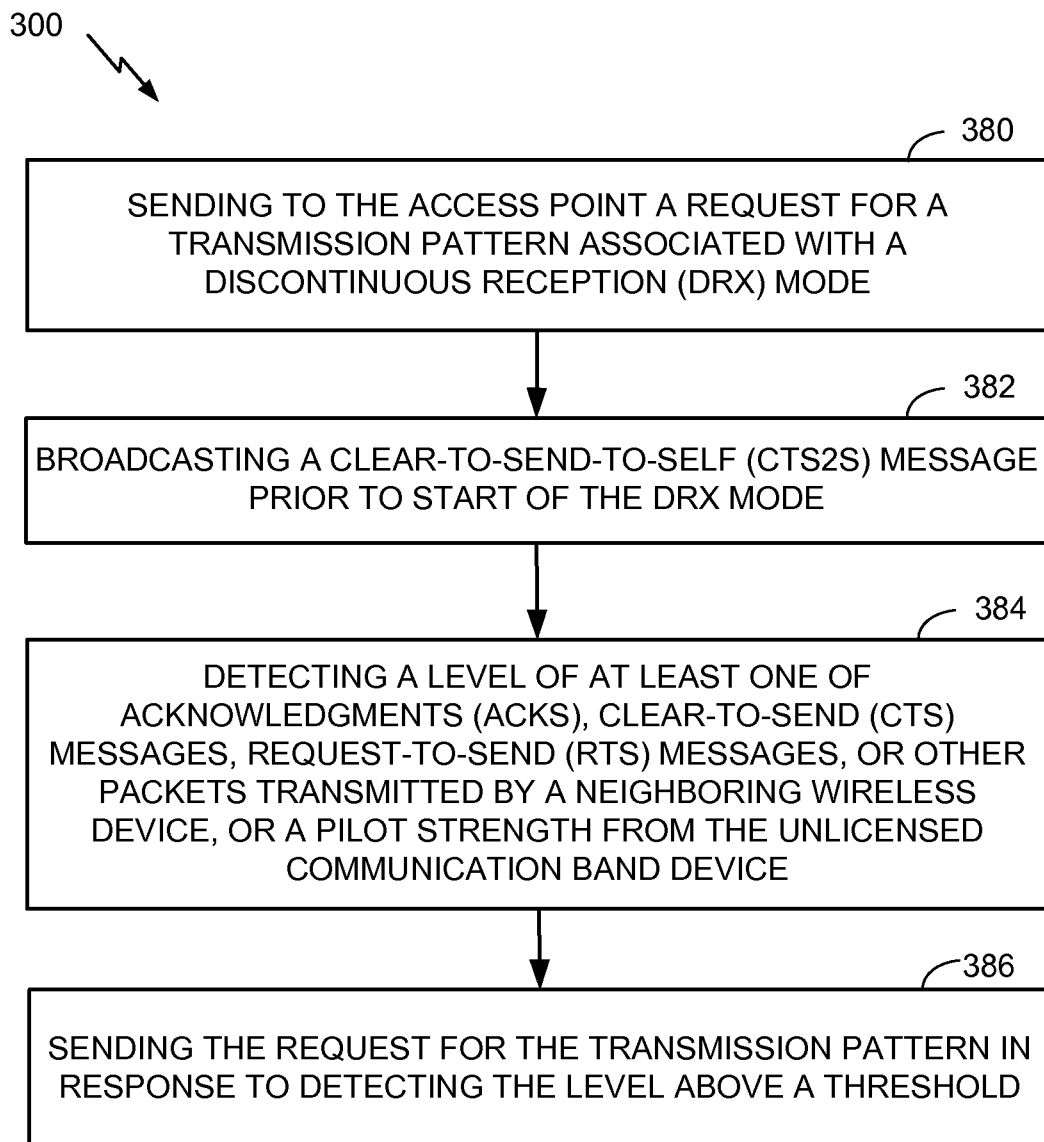 300
380
SENDING TO THE ACCESS POINT A REQUEST FOR A
TRANSMISSION PATTERN ASSOCIATED WITH A
DISCONTINUOUS RECEPTION (DRX) MODE
382
BROADCASTING A CLEAR-TO-SEND-TO-SELF (CTS2S) MESSAGE
PRIOR TO START OF THE DRX MODE
384
DETECTING A LEVEL OF AT LEAST ONE OF
ACKNOWLEDGMENTS (ACKS), CLEAR-TO-SEND (CTS)
MESSAGES, REQUEST-TO-SEND (RTS) MESSAGES, OR OTHER
PACKETS TRANSMITTED BY A NEIGHBORING WIRELESS
DEVICE, OR A PILOT STRENGTH FROM THE UNLICENSED
COMMUNICATION BAND DEVICE
386
SENDING THE REQUEST FOR THE TRANSMISSION PATTERN IN
RESPONSE TO DETECTING THE LEVEL ABOVE A THRESHOLD